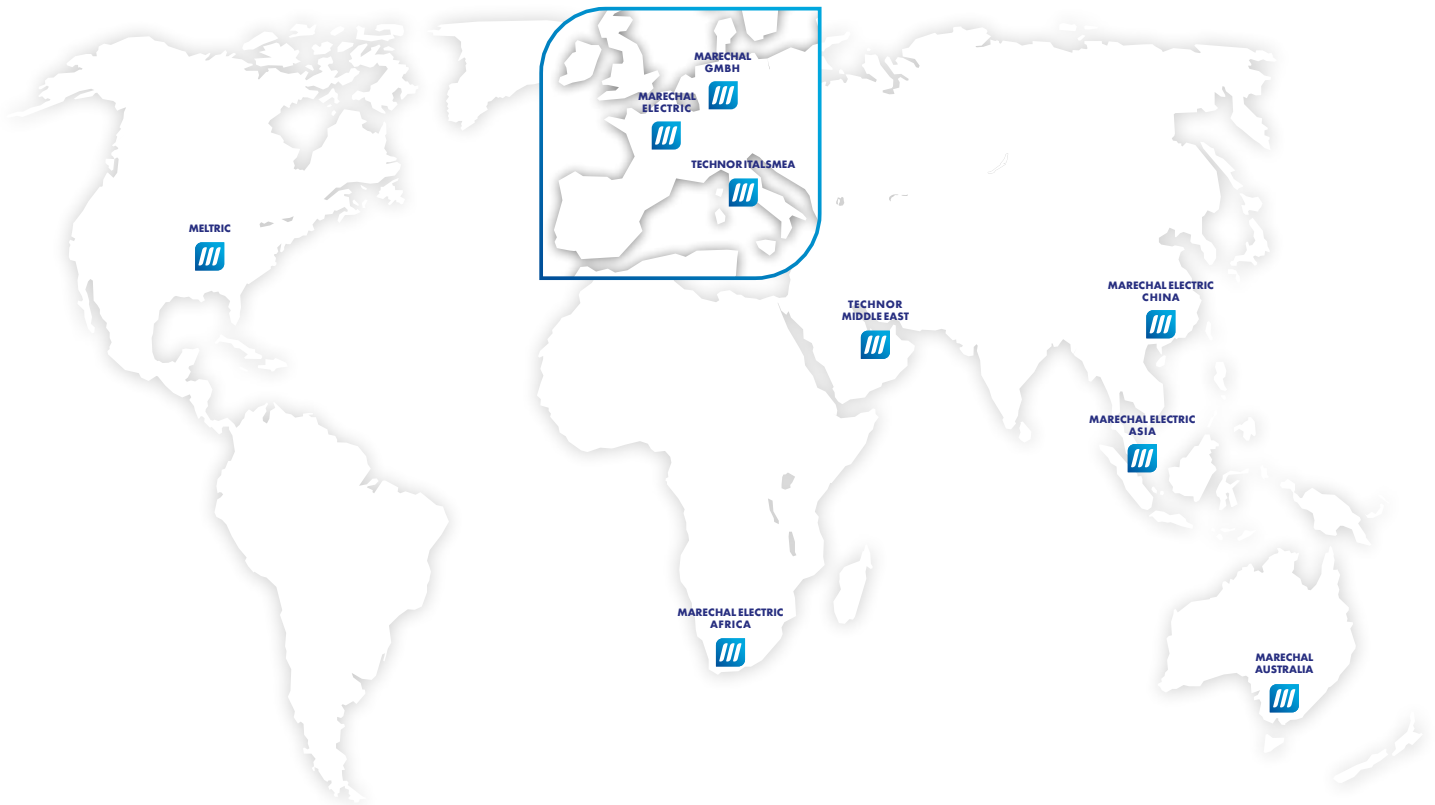 MARECHAL
GMBH
MARECHAL
ELECTRIC
TECHNOR ITALSMEA
MELTRIC
MARECHAL ELECTRIC
CHINA
TECHNOR
MIDDLE EAST
MARECHAL ELECTRIC
ASIA
MARECHAL ELECTRIC
AFRICA
MARECHAL
AUSTRALIA